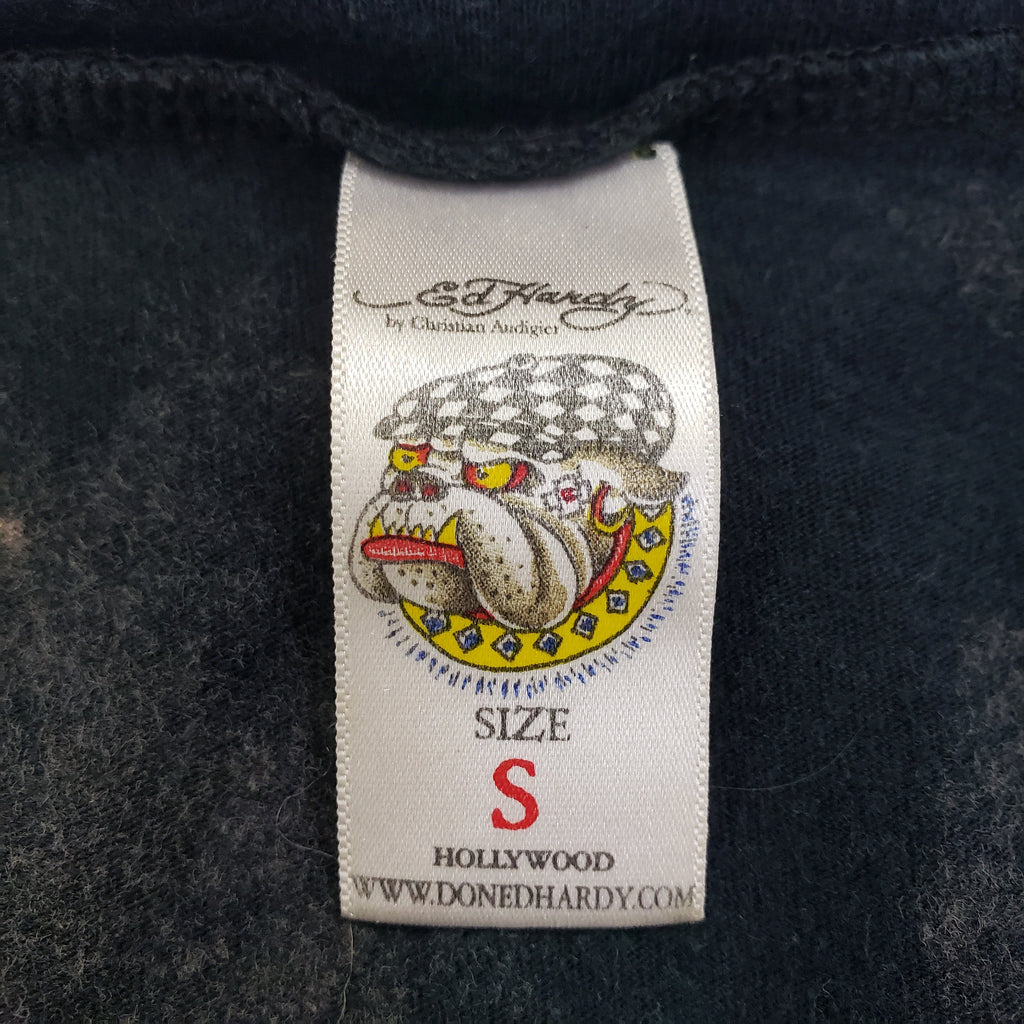 Ed Hardy
by Christian Audigier
SIZE
S
HOLLYWOOD
WWW.DONEDHARDY.COM